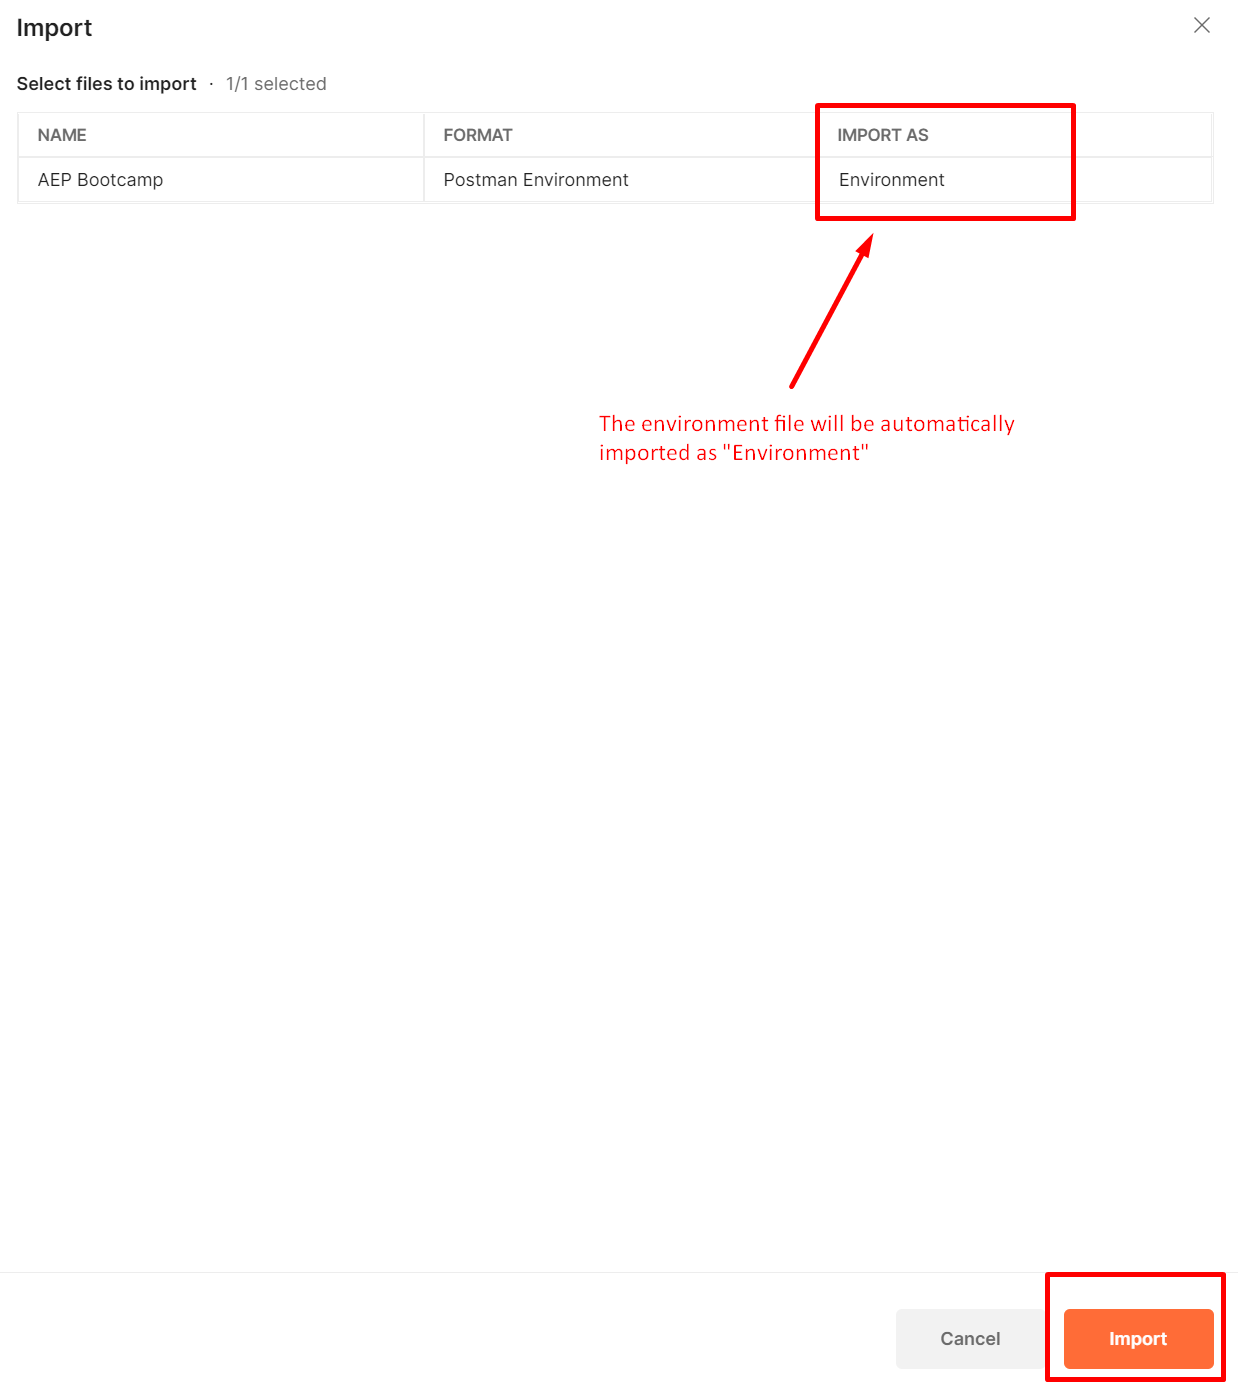 Import
Select files to import · 1/1 selected
NAME FORMAT IMPORT AS
AEP Bootcamp Postman Environment Environment
The environment file will be automatically
imported as "Environment"
Cancel Import